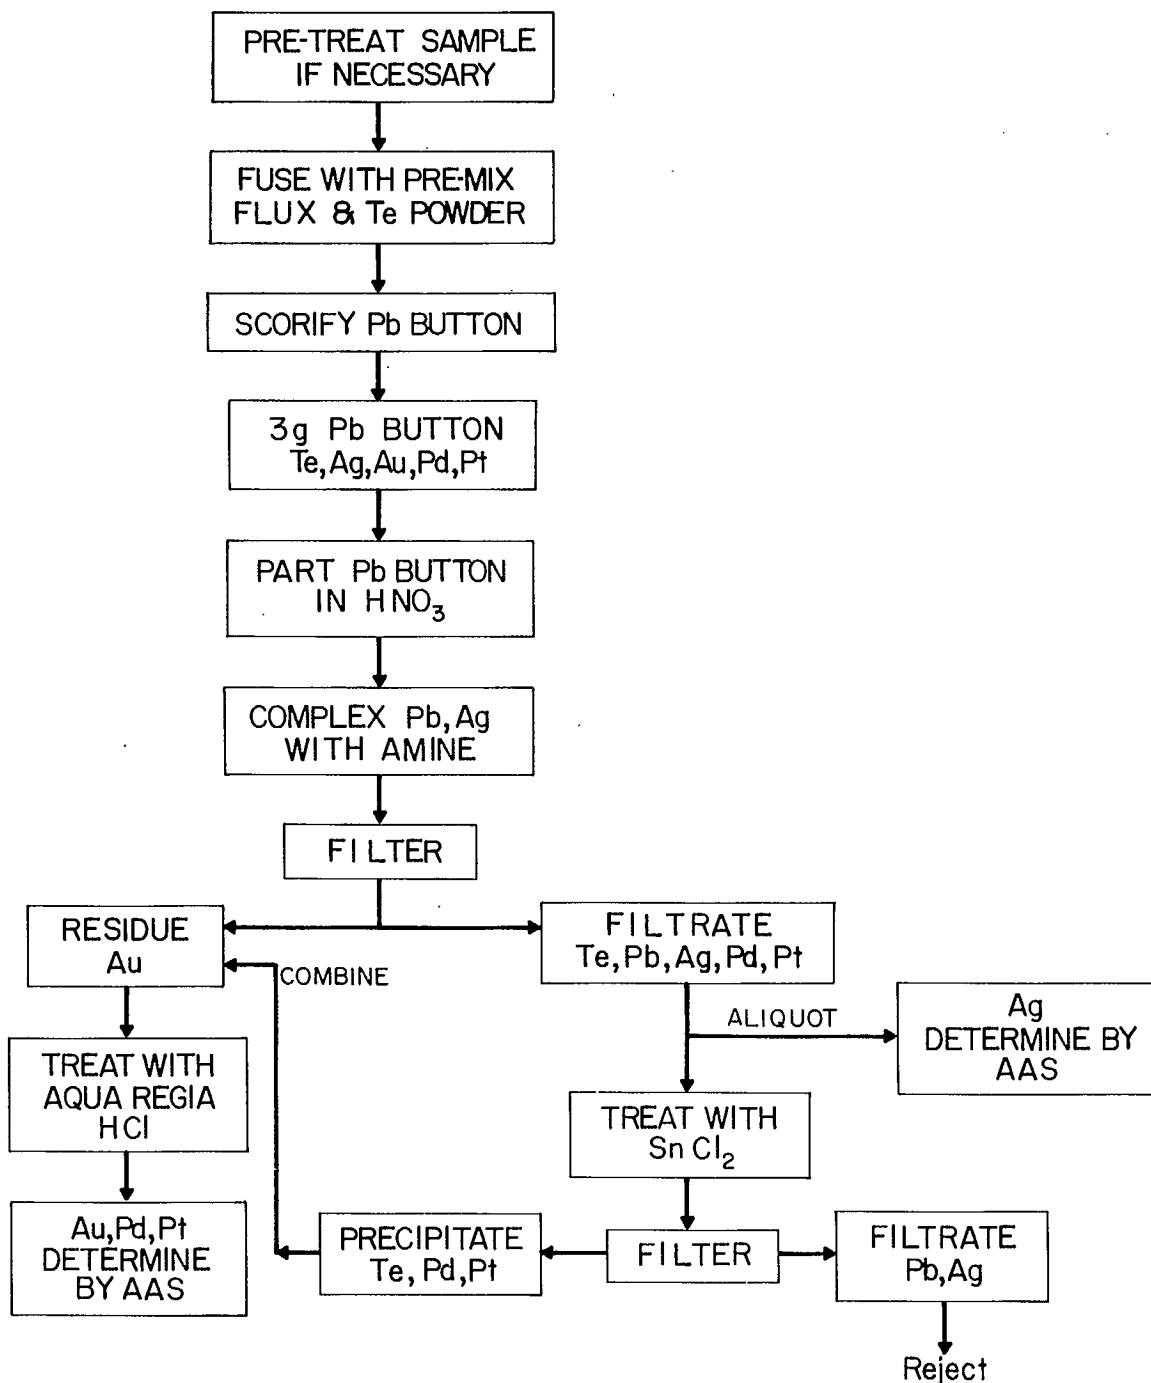 PRE-TREAT SAMPLE
IF NECESSARY
FUSE WITH PRE-MIX
FLUX & Te POWDER
SCORIFY Pb BUTTON
3g Pb BUTTON
Te,Ag,Au,Pd,Pt
PART Pb BUTTON
IN HNO₃
COMPLEX Pb,Ag
WITH AMINE
FILTER
RESIDUE
Au
FILTRATE
Te,Pb,Ag,Pd,Pt
COMBINE
ALIQUOT
Ag
DETERMINE BY
AAS
TREAT WITH
AQUA REGIA
HCl
TREAT WITH
SnCl₂
Au,Pd,Pt
DETERMINE
BY AAS
PRECIPITATE
Te,Pd,Pt
FILTER
FILTRATE
Pb,Ag
Reject